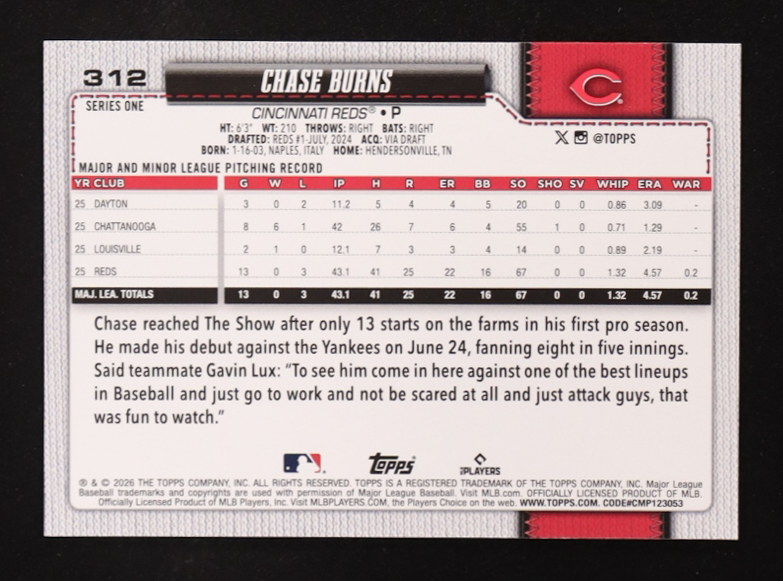 312
CHASE BURNS
C
SERIES ONE
CINCINNATI REDS® • P
HT: 6'3" WT: 210 THROWS: RIGHT BATS: RIGHT
DRAFTED: REDS #1-JULY, 2024 ACQ: VIA DRAFT
BORN: 1-16-03, NAPLES, ITALY HOME: HENDERSONVILLE, TN
X @TOPPS
MAJOR AND MINOR LEAGUE PITCHING RECORD
YR CLUB G W L IP H R ER BB SO SHO SV WHIP ERA WAR
25 DAYTON 3 0 2 11.2 5 4 4 5 20 0 0 0.86 3.09 -
25 CHATTANOOGA 8 6 1 42 26 7 6 4 55 1 0 0.71 1.29 -
25 LOUISVILLE 2 1 0 12.1 7 3 3 4 14 0 0 0.89 2.19 -
25 REDS 13 0 3 43.1 41 25 22 16 67 0 0 1.32 4.57 0.2
MAJ. LEA. TOTALS 13 0 3 43.1 41 25 22 16 67 0 0 1.32 4.57 0.2
Chase reached The Show after only 13 starts on the farms in his first pro season.
He made his debut against the Yankees on June 24, fanning eight in five innings.
Said teammate Gavin Lux: “To see him come in here against one of the best lineups
in Baseball and just go to work and not be scared at all and just attack guys, that
was fun to watch.”
Topps
PLAYERS
® & © 2026 THE TOPPS COMPANY, INC. ALL RIGHTS RESERVED. TOPPS IS A REGISTERED TRADEMARK OF THE TOPPS COMPANY, INC. Major League
Baseball trademarks and copyrights are used with permission of Major League Baseball. Visit MLB.com. OFFICIALLY LICENSED PRODUCT OF MLB.
Officially Licensed Product of MLB Players, Inc. Visit MLBPLAYERS.COM, the Players Choice on the web. WWW.TOPPS.COM. CODE#CMP123053